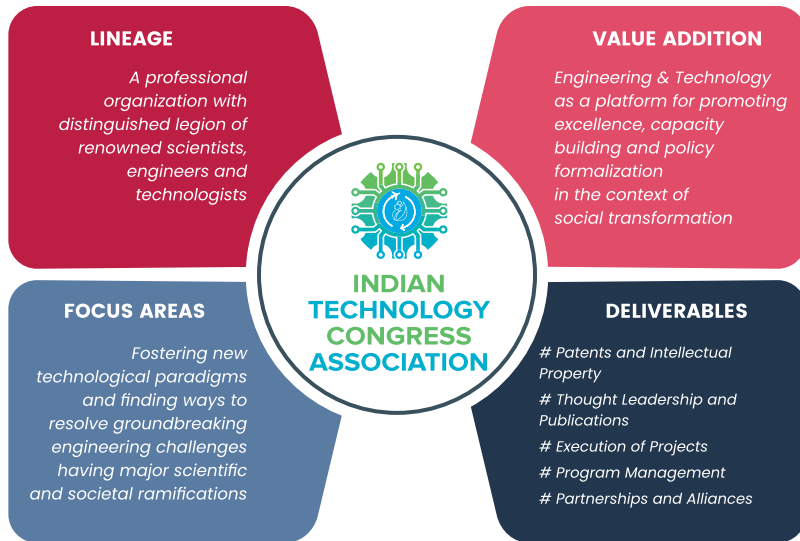 LINEAGE
A professional
organization with
distinguished legion of
renowned scientists,
engineers and
technologists
VALUE ADDITION
Engineering & Technology
as a platform for promoting
excellence, capacity
building and policy
formalization
in the context of
social transformation
INDIAN
TECHNOLOGY
CONGRESS
ASSOCIATION
FOCUS AREAS
Fostering new
technological paradigms
and finding ways to
resolve groundbreaking
engineering challenges
having major scientific
and societal ramifications
DELIVERABLES
# Patents and Intellectual
Property
# Thought Leadership and
Publications
# Execution of Projects
# Program Management
# Partnerships and Alliances